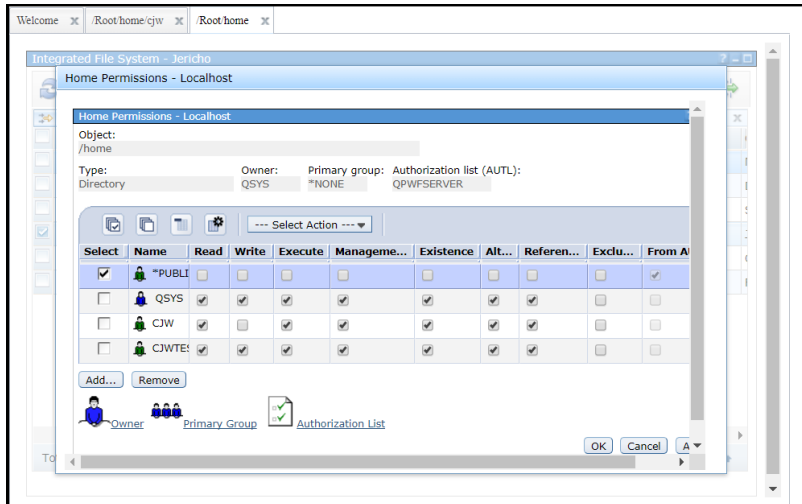 Welcome /Root/home/cjw /Root/home
Integrated File System - Jericho
Home Permissions - Localhost
Home Permissions - Localhost
Object:
/home
Type: Owner: Primary group: Authorization list (AUTL):
Directory QSYS *NONE QPWFSERVER
--- Select Action ---
Select Name Read Write Execute Manageme... Existence Alt... Referen... Exclu... From A
*PUBLI
QSYS
CJW
CJWTE
Add... Remove
Owner Primary Group Authorization List
OK Cancel A
To